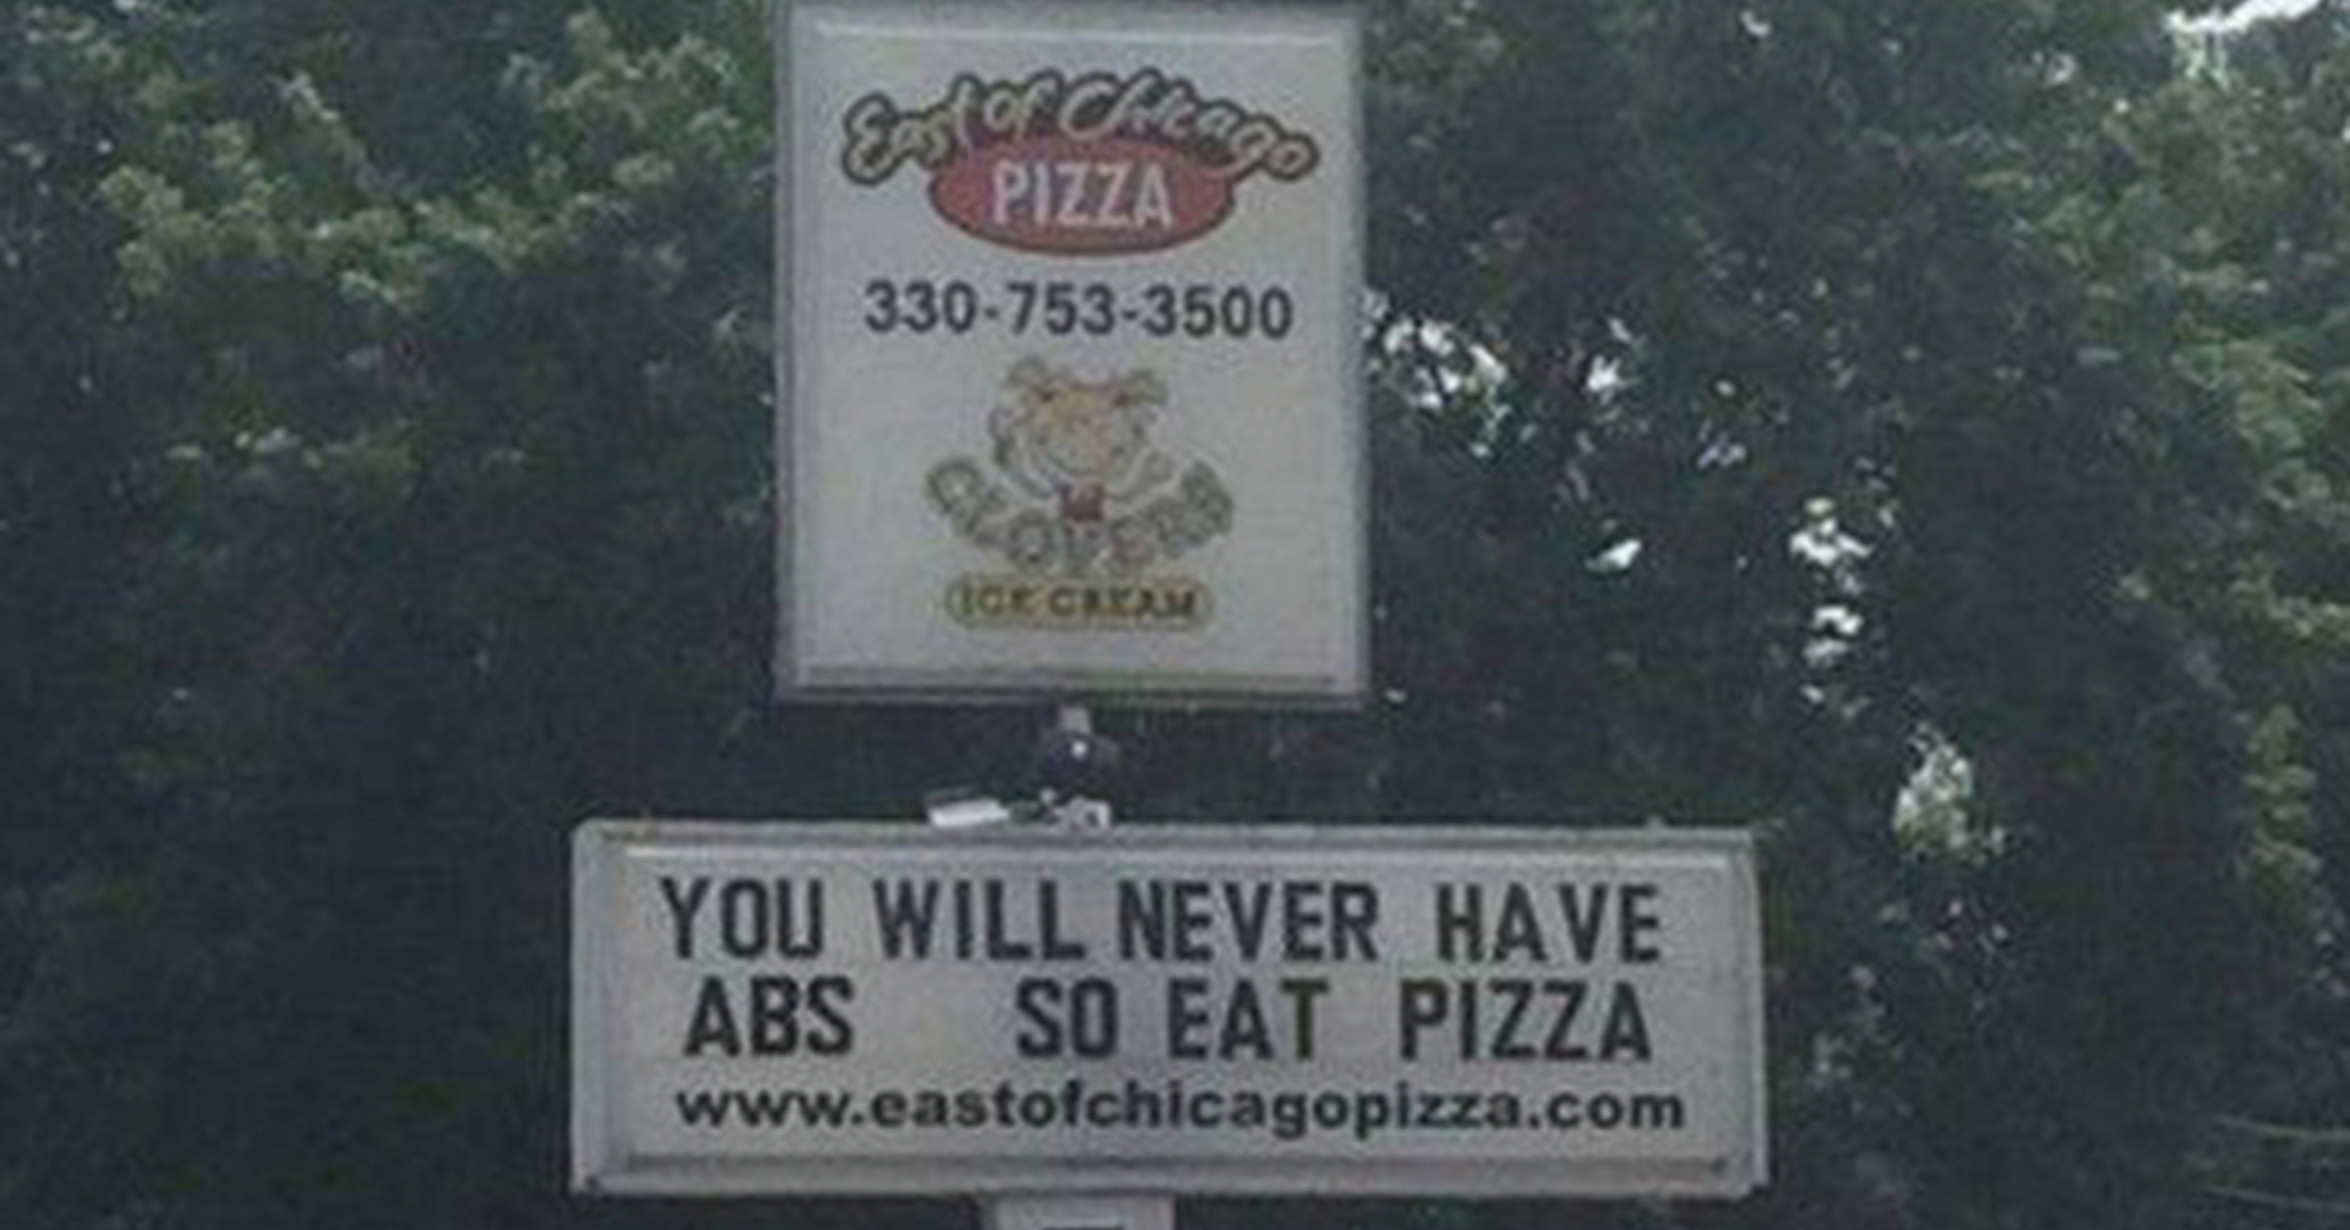 East of Chicago
PIZZA
330-753-3500
CLOVERS
ICE CREAM
YOU WILL NEVER HAVE
ABS SO EAT PIZZA
www.eastofchicagopizza.com